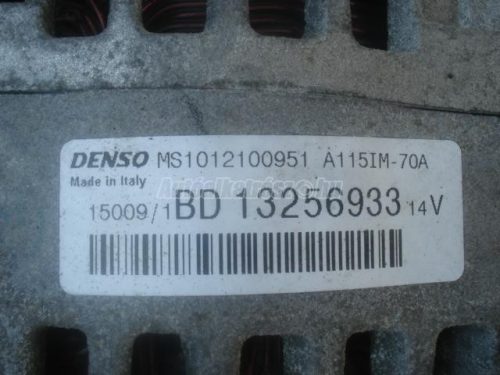 DENSO MS1012100951 A115IM-70A
Made in Italy
15009/1BD 13256933 14V